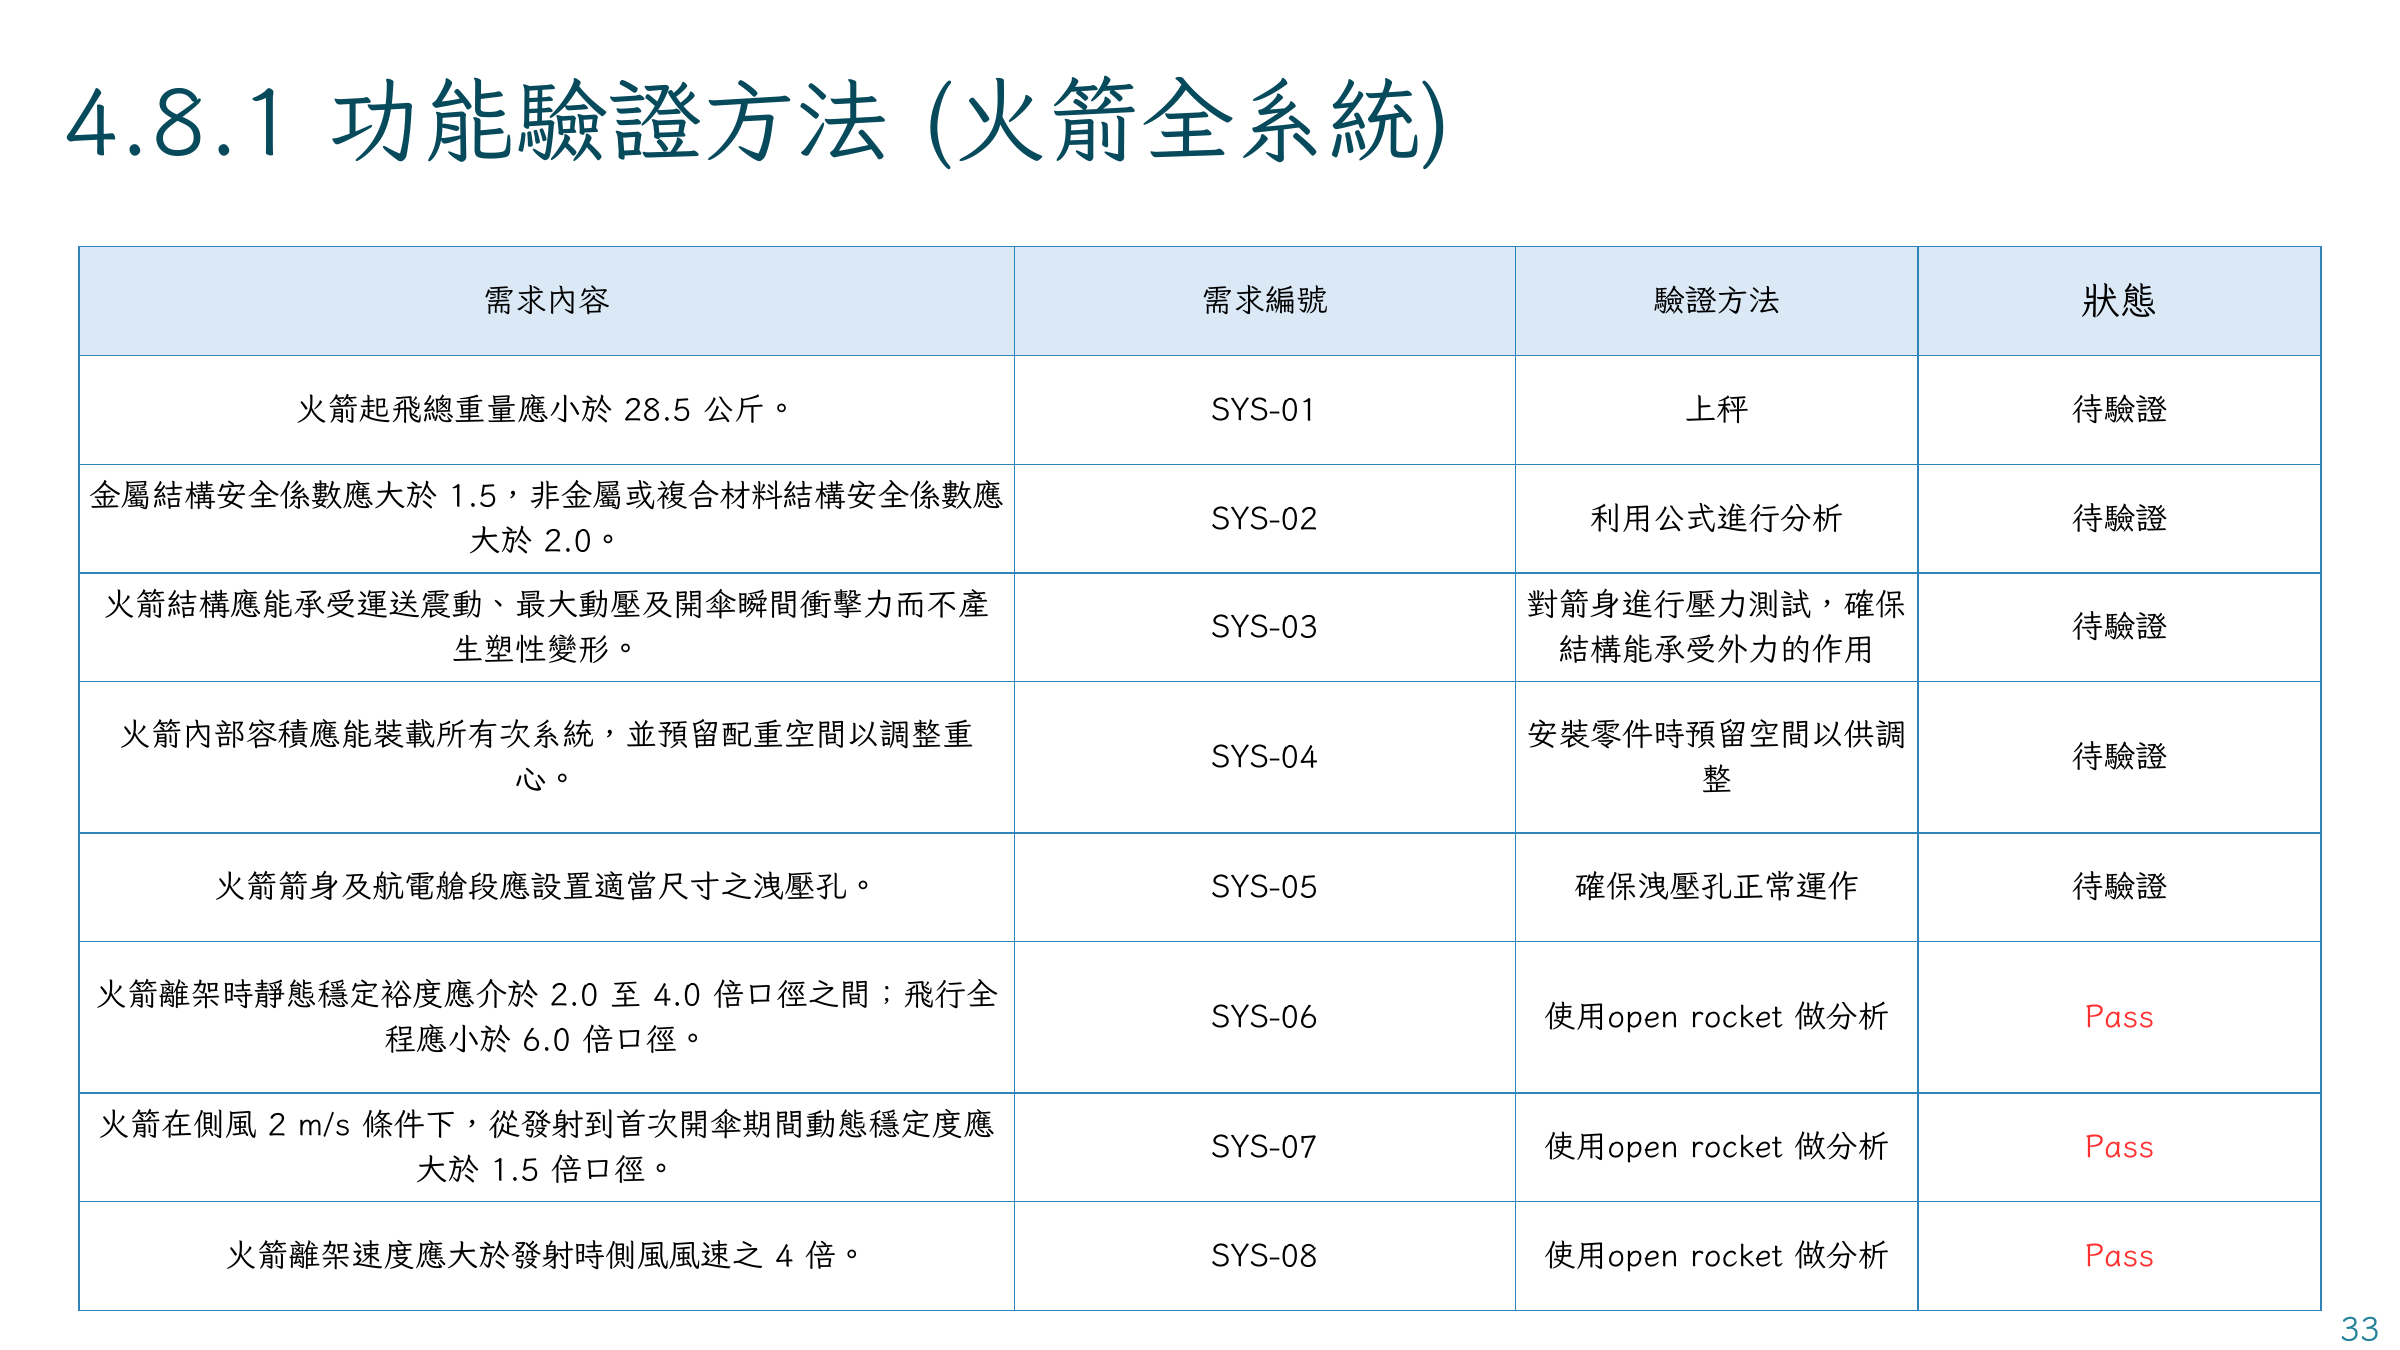 4.8.1 功能驗證方法 (火箭全系統)
需求內容
需求編號
驗證方法
狀態
火箭起飛總重量應小於 28.5 公斤。
SYS-01
上秤
待驗證
金屬結構安全係數應大於 1.5，非金屬或複合材料結構安全係數應
大於 2.0。
SYS-02
利用公式進行分析
待驗證
火箭結構應能承受運送震動、最大動壓及開傘瞬間衝擊力而不產
生塑性變形。
SYS-03
對箭身進行壓力測試，確保
結構能承受外力的作用
待驗證
火箭內部容積應能裝載所有次系統，並預留配重空間以調整重
心。
SYS-04
安裝零件時預留空間以供調
整
待驗證
火箭箭身及航電艙段應設置適當尺寸之洩壓孔。
SYS-05
確保洩壓孔正常運作
待驗證
火箭離架時靜態穩定裕度應介於 2.0 至 4.0 倍口徑之間；飛行全
程應小於 6.0 倍口徑。
SYS-06
使用open rocket 做分析
Pass
火箭在側風 2 m/s 條件下，從發射到首次開傘期間動態穩定度應
大於 1.5 倍口徑。
SYS-07
使用open rocket 做分析
Pass
火箭離架速度應大於發射時側風風速之 4 倍。
SYS-08
使用open rocket 做分析
Pass
33